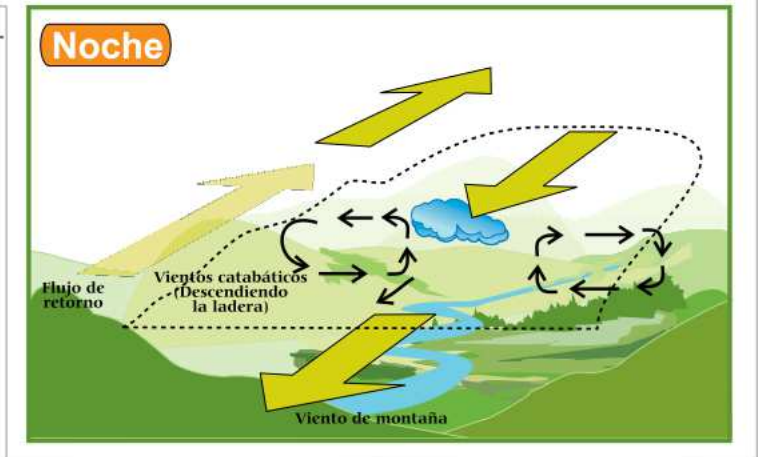 Noche
Flujo de
retorno
Vientos catabáticos
(Descendiendo
la ladera)
Viento de montaña